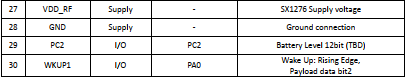 27 VDD_RF Supply - SX1276 Supply voltage
28 GND Supply - Ground connection
29 PC2 I/O PC2 Battery Level 12bit (TBD)
30 WKUP1 I/O PA0 Wake Up: Rising Edge,
Payload data bit2